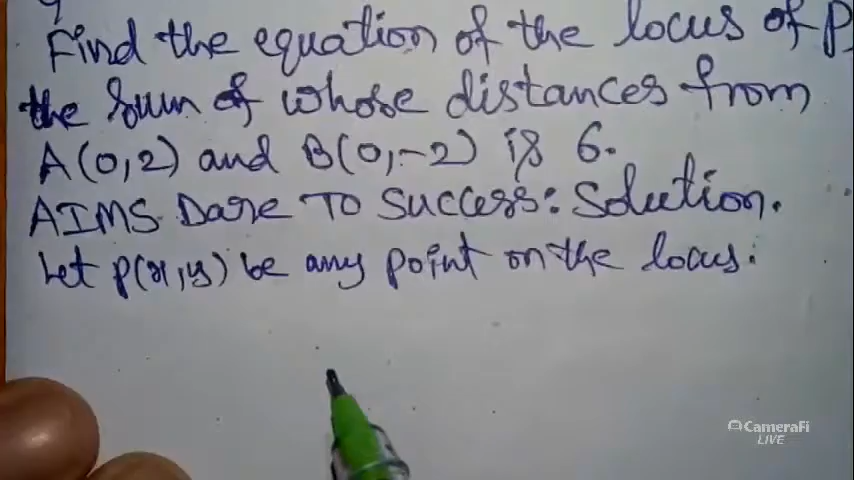 Find the equation of the locus of P,
the sum of whose distances from
A(0,2) and B(0,-2) is 6.
AIMS Dare To Success: Solution.
Let P(x,y) be any point on the locus.
CameraFi
LIVE